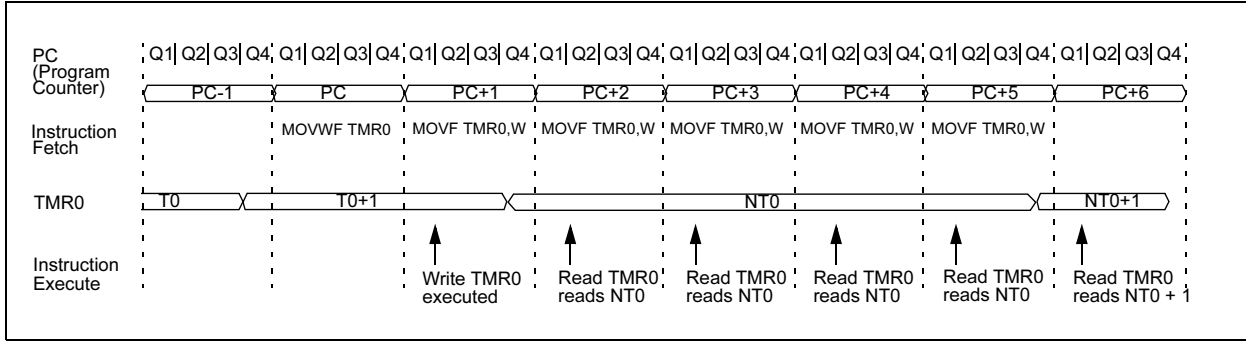 PC
(Program
Counter)
Q1 Q2 Q3 Q4 Q1 Q2 Q3 Q4 Q1 Q2 Q3 Q4 Q1 Q2 Q3 Q4 Q1 Q2 Q3 Q4 Q1 Q2 Q3 Q4 Q1 Q2 Q3 Q4 Q1 Q2 Q3 Q4
PC-1 PC PC+1 PC+2 PC+3 PC+4 PC+5 PC+6
Instruction
Fetch
MOVWF TMR0 MOVF TMR0,W MOVF TMR0,W MOVF TMR0,W MOVF TMR0,W MOVF TMR0,W
TMR0
T0 T0+1 NT0 NT0+1
Instruction
Execute
Write TMR0
executed
Read TMR0
reads NT0
Read TMR0
reads NT0
Read TMR0
reads NT0
Read TMR0
reads NT0
Read TMR0
reads NT0 + 1